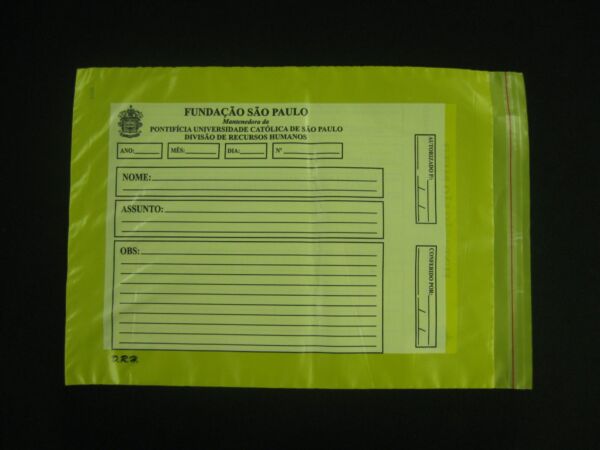 FUNDAÇÃO SÃO PAULO
Mantenedora da
PONTIFÍCIA UNIVERSIDADE CATÓLICA DE SÃO PAULO
DIVISÃO DE RECURSOS HUMANOS
ANO: MÊS: DIA: Nº
NOME:
ASSUNTO:
OBS:
D.R.H.
AUTORIZADO P/:
/ /
CONFERIDO POR:
/ /